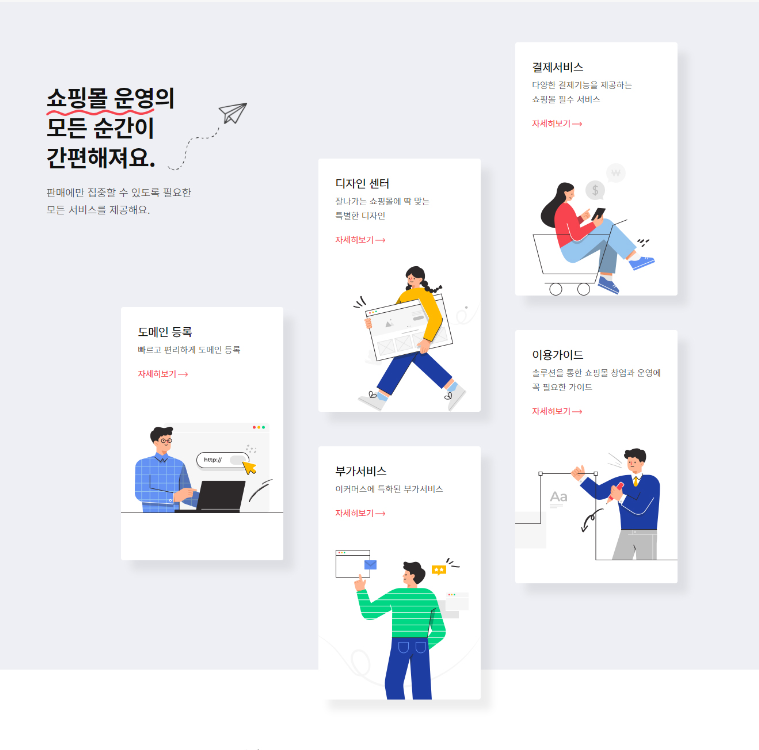 쇼핑몰 운영의
모든 순간이
간편해져요.
판매에만 집중할 수 있도록 필요한
모든 서비스를 제공해요.
도메인 등록
빠르고 편리하게 도메인 등록
자세히보기 →
http://
디자인 센터
잘나가는 쇼핑몰에 딱 맞는
특별한 디자인
자세히보기 →
부가서비스
이커머스에 특화된 부가서비스
자세히보기 →
결제서비스
다양한 결제기능을 제공하는
쇼핑몰 필수 서비스
자세히보기 →
$
₩
이용가이드
솔루션을 통한 쇼핑몰 창업과 운영에
꼭 필요한 가이드
자세히보기 →
Aa